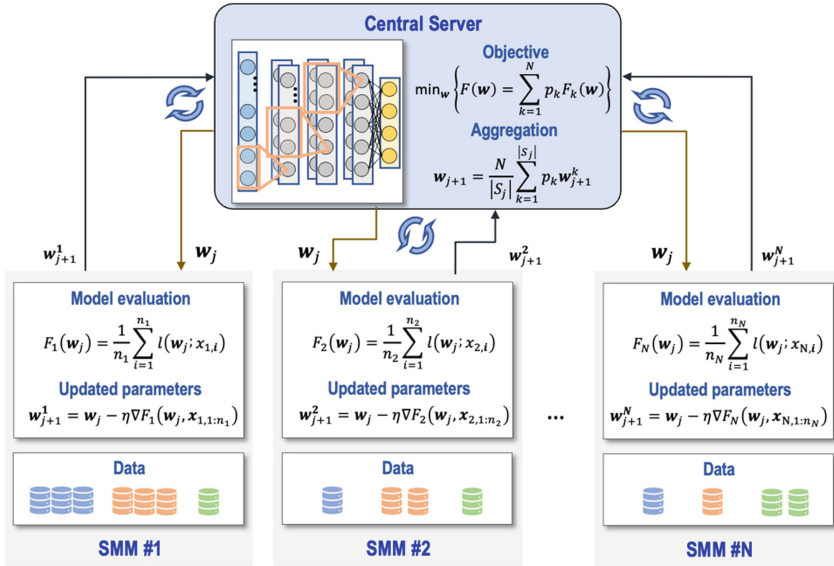 Central Server
Objective
min_𝒘 { F(𝒘) = ∑_{k=1}^{N} p_k F_k(𝒘) }
Aggregation
𝒘_{j+1} = \frac{N}{|S_j|} ∑_{k=1}^{|S_j|} p_k 𝒘_{j+1}^k
𝒘_{j+1}^1
𝒘_j
𝒘_j
𝒘_{j+1}^2
𝒘_j
𝒘_{j+1}^N
Model evaluation
F_1(𝒘_j) = \frac{1}{n_1} ∑_{i=1}^{n_1} l(𝒘_j; x_{1,i})
Updated parameters
𝒘_{j+1}^1 = 𝒘_j − η∇F_1(𝒘_j, 𝒙_{1,1:n_1})
Data
SMM #1
Model evaluation
F_2(𝒘_j) = \frac{1}{n_2} ∑_{i=1}^{n_2} l(𝒘_j; x_{2,i})
Updated parameters
𝒘_{j+1}^2 = 𝒘_j − η∇F_2(𝒘_j, 𝒙_{2,1:n_2})
Data
SMM #2
...
Model evaluation
F_N(𝒘_j) = \frac{1}{n_N} ∑_{i=1}^{n_N} l(𝒘_j; x_{N,i})
Updated parameters
𝒘_{j+1}^N = 𝒘_j − η∇F_N(𝒘_j, 𝒙_{N,1:n_N})
Data
SMM #N